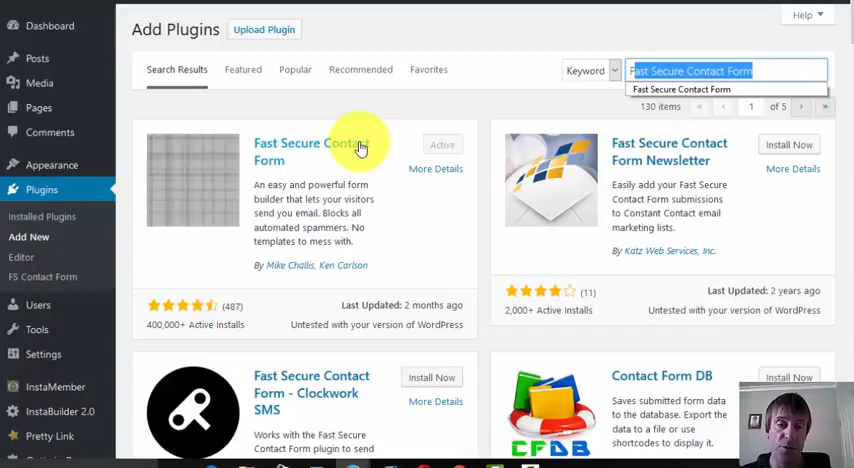 Dashboard
Posts
Media
Pages
Comments
Appearance
Plugins
Installed Plugins
Add New
Editor
FS Contact Form
Users
Tools
Settings
InstaMember
InstaBuilder 2.0
Pretty Link
Help
Add Plugins
Upload Plugin
Search Results
Featured
Popular
Recommended
Favorites
Keyword
Fast Secure Contact Form
Fast Secure Contact Form
130 items « ‹ 1 of 5 › »
Fast Secure Contact
Form
Active
More Details
An easy and powerful form
builder that lets your visitors
send you email. Blocks all
automated spammers. No
templates to mess with.
By Mike Challis, Ken Carlson
(487)
400,000+ Active Installs
Last Updated: 2 months ago
Untested with your version of WordPress
Fast Secure Contact
Form Newsletter
Install Now
More Details
Easily add your Fast
Secure Contact Form
submissions to
Constant Contact email
marketing lists.
By Katz Web Services, Inc.
(11)
2,000+ Active Installs
Last Updated: 2 years ago
Untested with your version of WordPress
Fast Secure Contact
Form - Clockwork
SMS
Install Now
More Details
Works with the Fast
Secure Contact Form
plugin to send
Contact Form DB
Install Now
Saves submitted form data
to the database. Export the
data to a file or use
shortcodes to display it.
CFDB